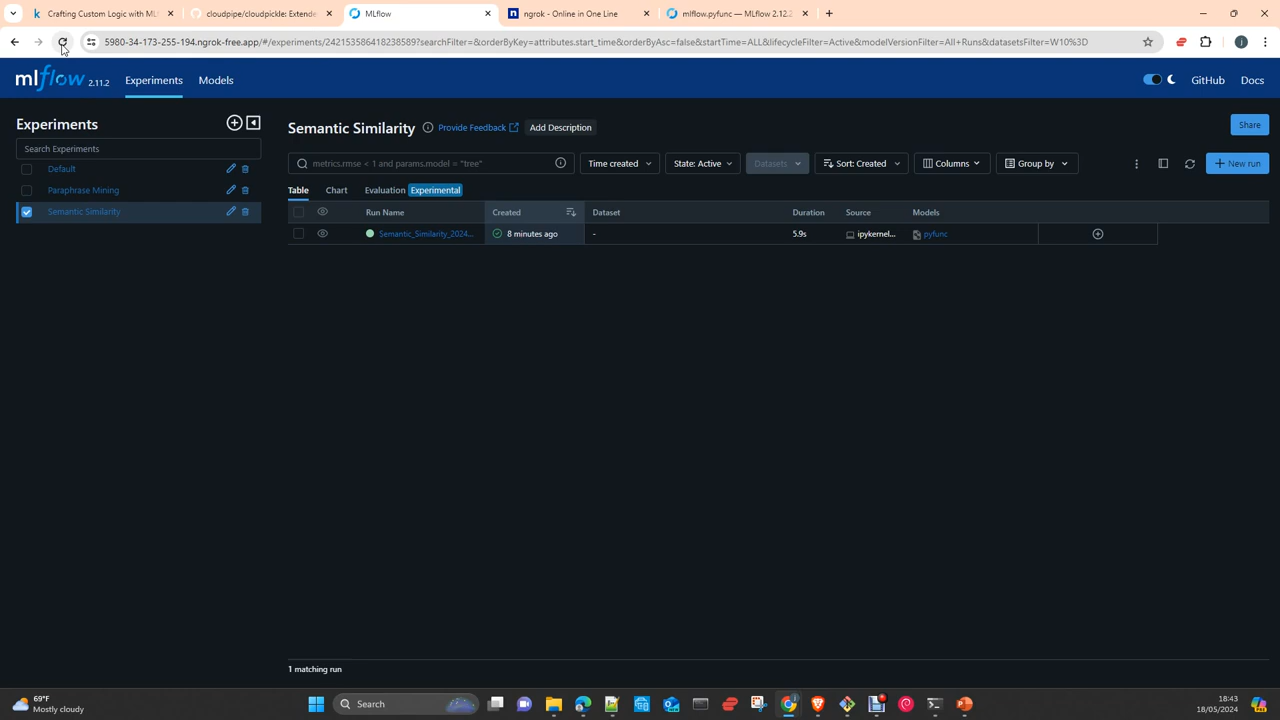 Crafting Custom Logic with MLf
cloudpipe/cloudpickle: Extende
MLflow
ngrok - Online in One Line
mlflow.pyfunc — MLflow 2.12.2
5980-34-173-255-194.ngrok-free.app/#/experiments/242153586418238589?searchFilter=&orderByKey=attributes.start_time&orderByAsc=false&startTime=ALL&lifecycleFilter=Active&modelVersionFilter=All+Runs&datasetsFilter=W10%3D
mlflow 2.11.2 Experiments Models GitHub Docs
Experiments
Search Experiments
Default
Paraphrase Mining
Semantic Similarity
Semantic Similarity Provide Feedback Add Description Share
metrics.rmse < 1 and params.model = "tree" Time created State: Active Datasets Sort: Created Columns Group by New run
Table Chart Evaluation Experimental
Run Name Created Dataset Duration Source Models
Semantic_Similarity_2024... 8 minutes ago - 5.9s ipykernel... pyfunc
1 matching run
69°F
Mostly cloudy
Search
18:43
18/05/2024